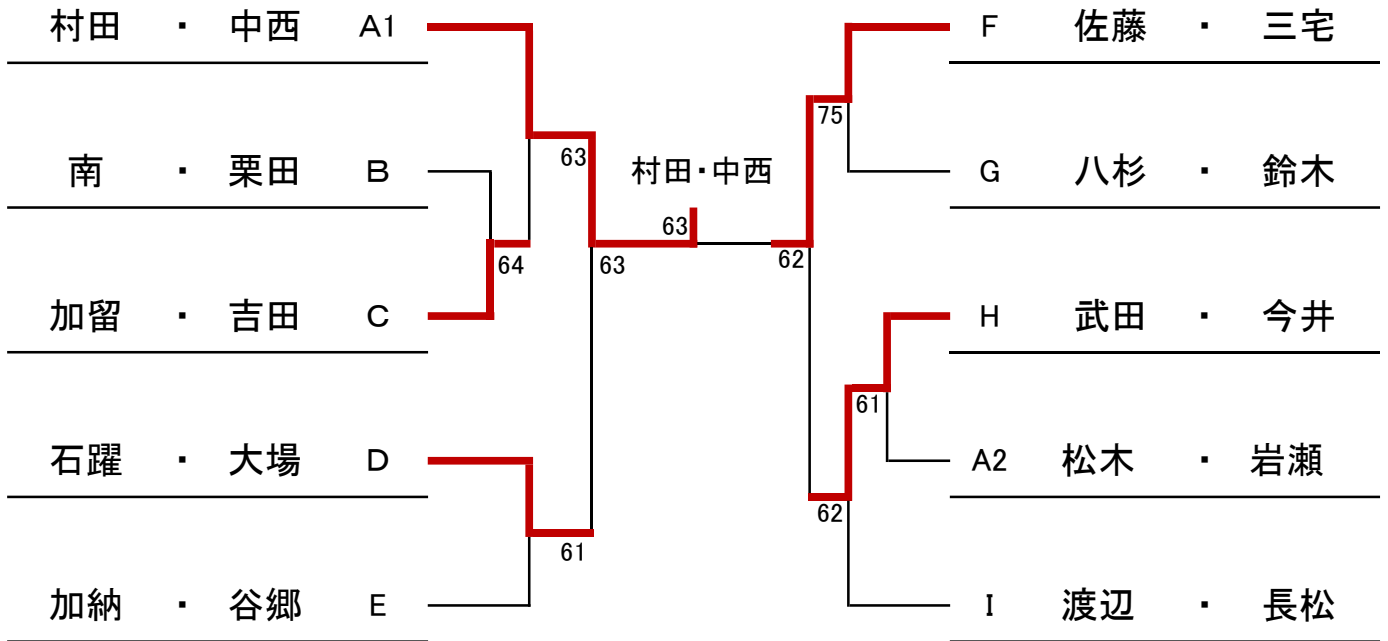 村田 ・ 中西 A1
南 ・ 栗田 B
加留 ・ 吉田 C
石躍 ・ 大場 D
加納 ・ 谷郷 E
63
64
63
61
村田・中西
63
62
75
61
62
F 佐藤 ・ 三宅
G 八杉 ・ 鈴木
H 武田 ・ 今井
A2 松木 ・ 岩瀬
I 渡辺 ・ 長松